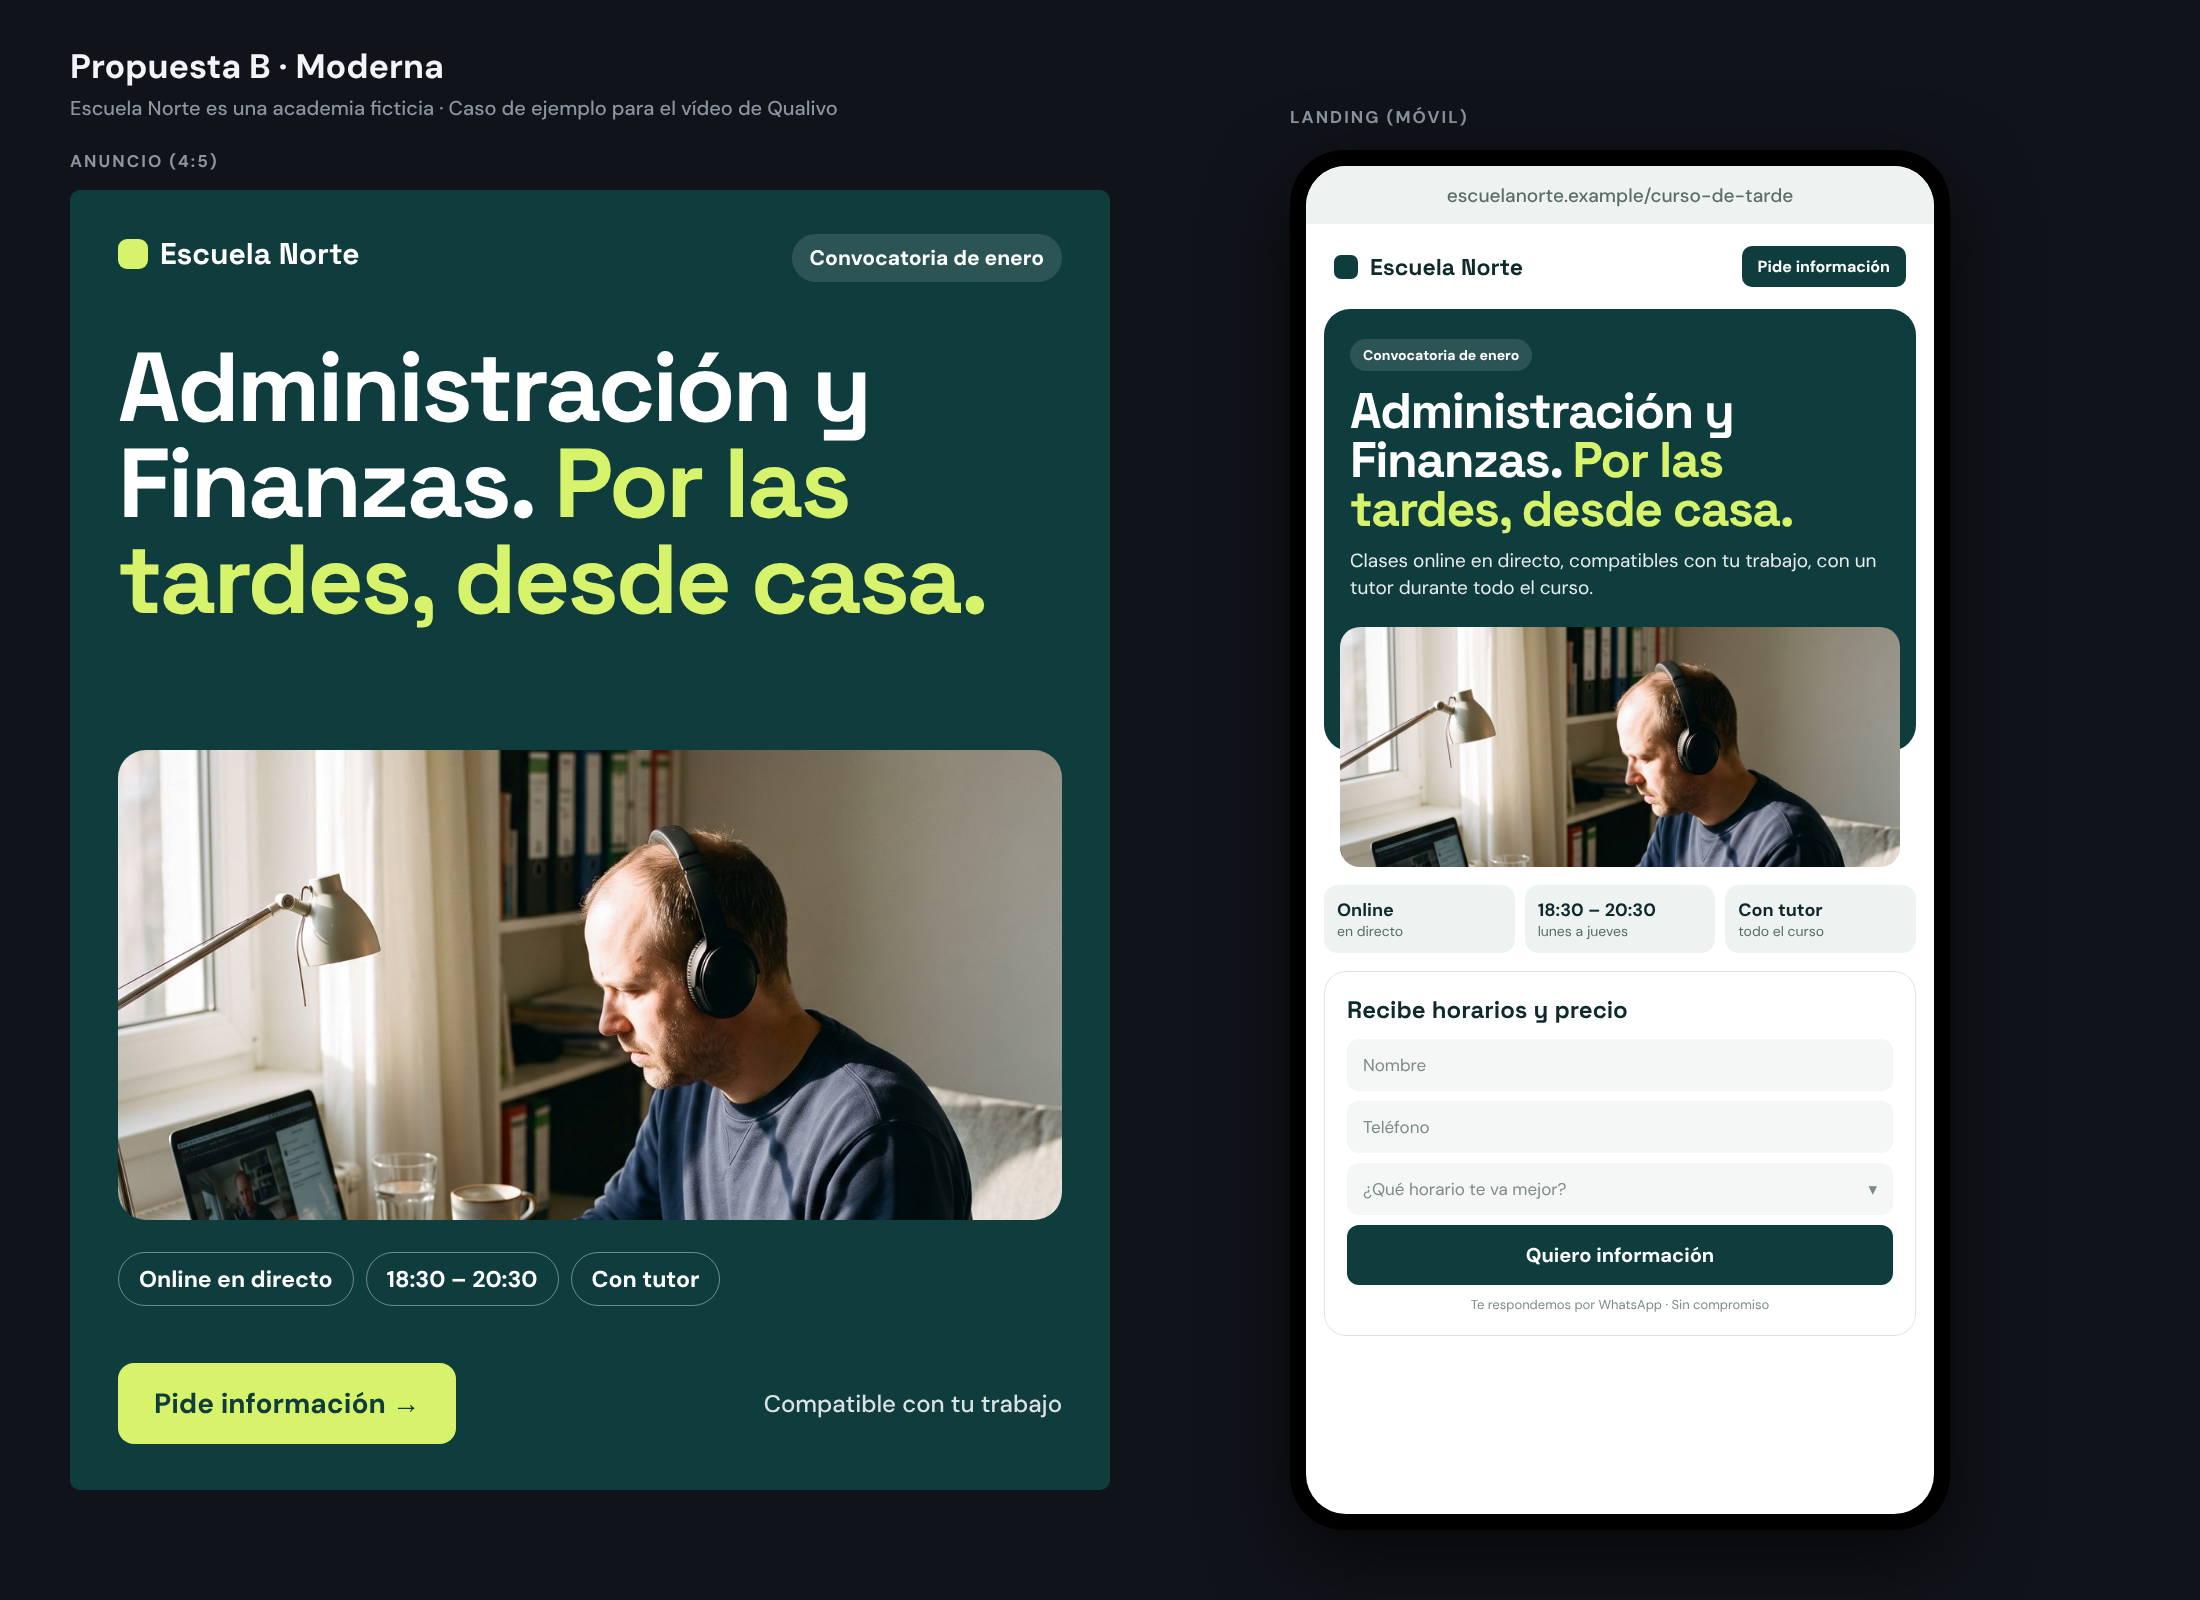 Propuesta B · Moderna
Escuela Norte es una academia ficticia · Caso de ejemplo para el vídeo de Qualivo
ANUNCIO (4:5)
Escuela Norte
Convocatoria de enero
Administración y
Finanzas. Por las
tardes, desde casa.
Online en directo
18:30 – 20:30
Con tutor
Pide información →
Compatible con tu trabajo
LANDING (MÓVIL)
escuelanorte.example/curso-de-tarde
Escuela Norte
Pide información
Convocatoria de enero
Administración y
Finanzas. Por las
tardes, desde casa.
Clases online en directo, compatibles con tu trabajo, con un
tutor durante todo el curso.
Online
en directo
18:30 – 20:30
lunes a jueves
Con tutor
todo el curso
Recibe horarios y precio
Nombre
Teléfono
¿Qué horario te va mejor? ▾
Quiero información
Te respondemos por WhatsApp · Sin compromiso